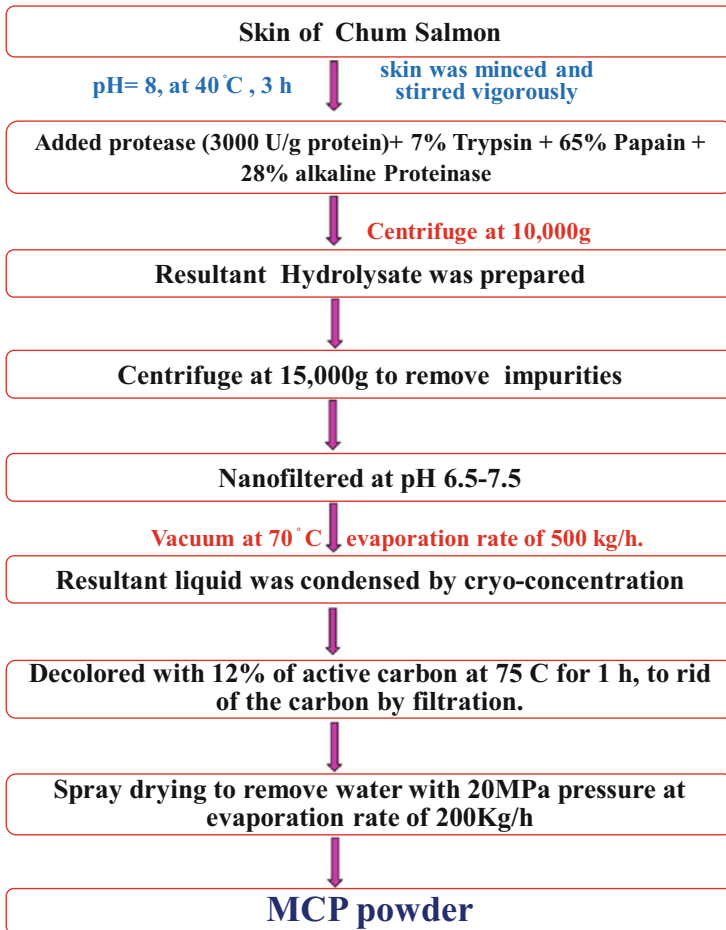 Skin of Chum Salmon
pH= 8, at 40°C , 3 h
skin was minced and
stirred vigorously
Added protease (3000 U/g protein)+ 7% Trypsin + 65% Papain +
28% alkaline Proteinase
Centrifuge at 10,000g
Resultant Hydrolysate was prepared
Centrifuge at 15,000g to remove impurities
Nanofiltered at pH 6.5-7.5
Vacuum at 70°C evaporation rate of 500 kg/h.
Resultant liquid was condensed by cryo-concentration
Decolored with 12% of active carbon at 75 C for 1 h, to rid
of the carbon by filtration.
Spray drying to remove water with 20MPa pressure at
evaporation rate of 200Kg/h
MCP powder